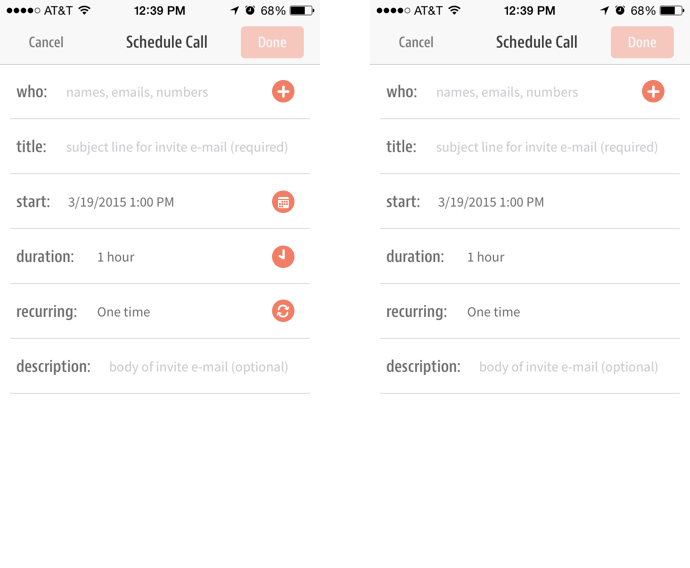 AT&T 12:39 PM 68%
Cancel Schedule Call Done
who: names, emails, numbers
title: subject line for invite e-mail (required)
start: 3/19/2015 1:00 PM
duration: 1 hour
recurring: One time
description: body of invite e-mail (optional)
AT&T 12:39 PM 68%
Cancel Schedule Call Done
who: names, emails, numbers
title: subject line for invite e-mail (required)
start: 3/19/2015 1:00 PM
duration: 1 hour
recurring: One time
description: body of invite e-mail (optional)